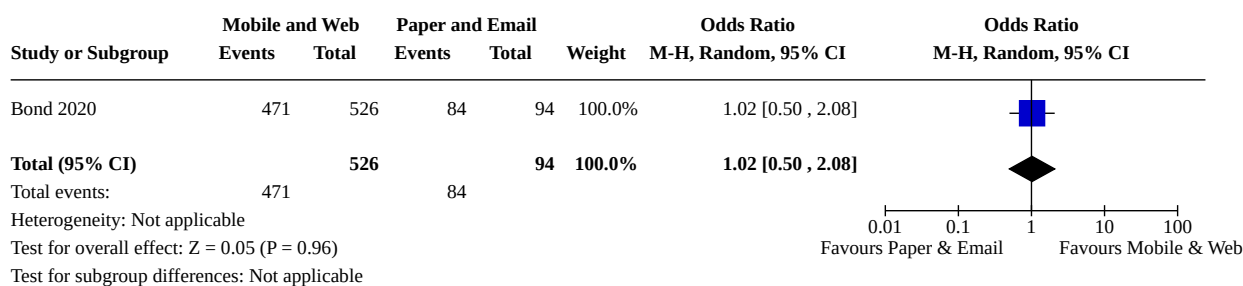 Mobile and Web Paper and Email Odds Ratio Odds Ratio
Study or Subgroup Events Total Events Total Weight M-H, Random, 95% CI M-H, Random, 95% CI
Bond 2020 471 526 84 94 100.0% 1.02 [0.50 , 2.08]
Total (95% CI) 526 94 100.0% 1.02 [0.50 , 2.08]
Total events: 471 84
Heterogeneity: Not applicable
0.01 0.1 1 10 100
Test for overall effect: Z = 0.05 (P = 0.96) Favours Paper & Email Favours Mobile & Web
Test for subgroup differences: Not applicable